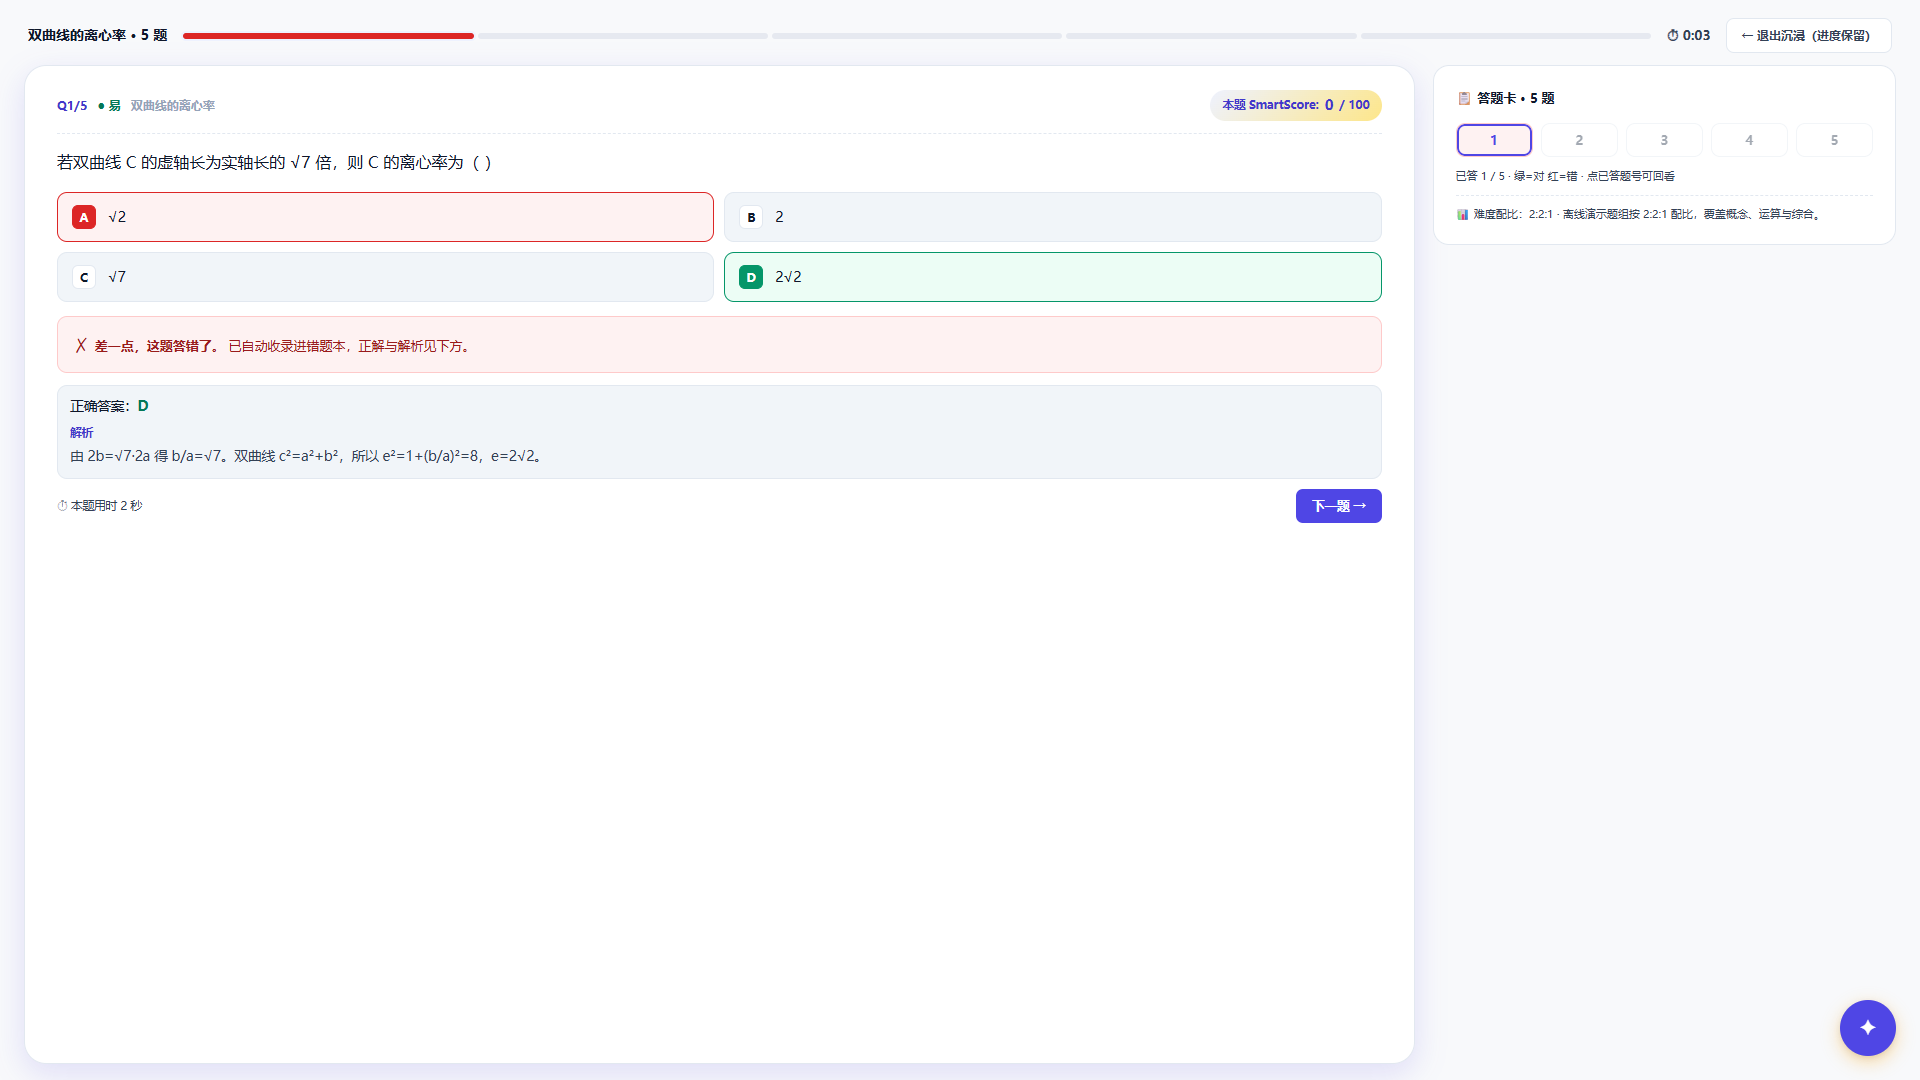 双曲线的离心率 • 5 题
⏱ 0:03
← 退出沉浸（进度保留）
Q1/5 ● 易 双曲线的离心率
本题 SmartScore: 0 / 100
若双曲线 C 的虚轴长为实轴长的 √7 倍，则 C 的离心率为（ ）
A √2
B 2
C √7
D 2√2
╳ 差一点，这题答错了。 已自动收录进错题本，正解与解析见下方。
正确答案：D
解析
由 2b=√7·2a 得 b/a=√7。双曲线 c²=a²+b²，所以 e²=1+(b/a)²=8，e=2√2。
⏱ 本题用时 2 秒
下一题 →
📋 答题卡 • 5 题
1 2 3 4 5
已答 1 / 5 · 绿=对 红=错 · 点已答题号可回看
📊 难度配比：2:2:1 · 离线演示题组按 2:2:1 配比，覆盖概念、运算与综合。